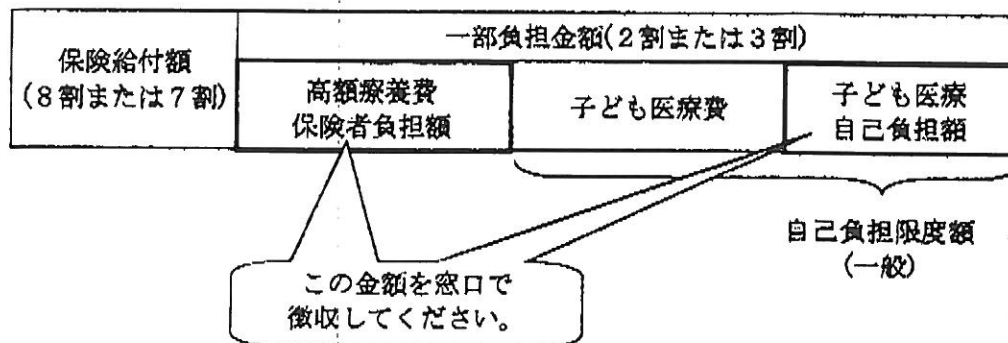 一部負担金額(2割または3割)
保険給付額
(8割または7割)
高額療養費
保険者負担額
子ども医療費
子ども医療
自己負担額
自己負担限度額
(一般)
この金額を窓口で
徴収してください。